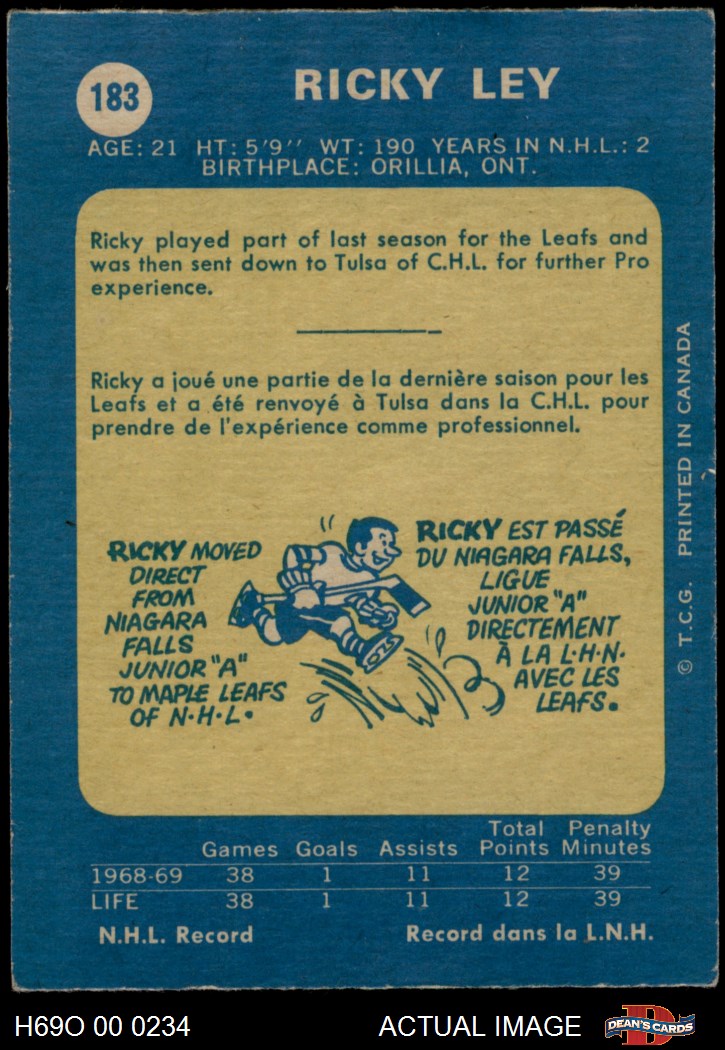 183
RICKY LEY
AGE: 21 HT: 5'9'' WT: 190 YEARS IN N.H.L.: 2
BIRTHPLACE: ORILLIA, ONT.
Ricky played part of last season for the Leafs and
was then sent down to Tulsa of C.H.L. for further Pro
experience.
Ricky a joué une partie de la dernière saison pour les
Leafs et a été renvoyé à Tulsa dans la C.H.L. pour
prendre de l'expérience comme professionnel.
RICKY MOVED
DIRECT
FROM
NIAGARA
FALLS
JUNIOR "A"
TO MAPLE LEAFS
OF N.H.L.
RICKY EST PASSÉ
DU NIAGARA FALLS,
LIGUE
JUNIOR "A"
DIRECTEMENT
À LA L.H.N.
AVEC LES
LEAFS.
© T.C.G. PRINTED IN CANADA
Total Penalty
Games Goals Assists Points Minutes
1968-69 38 1 11 12 39
LIFE 38 1 11 12 39
N.H.L. Record Record dans la L.N.H.
H69O 00 0234 ACTUAL IMAGE D DEAN'S CARDS